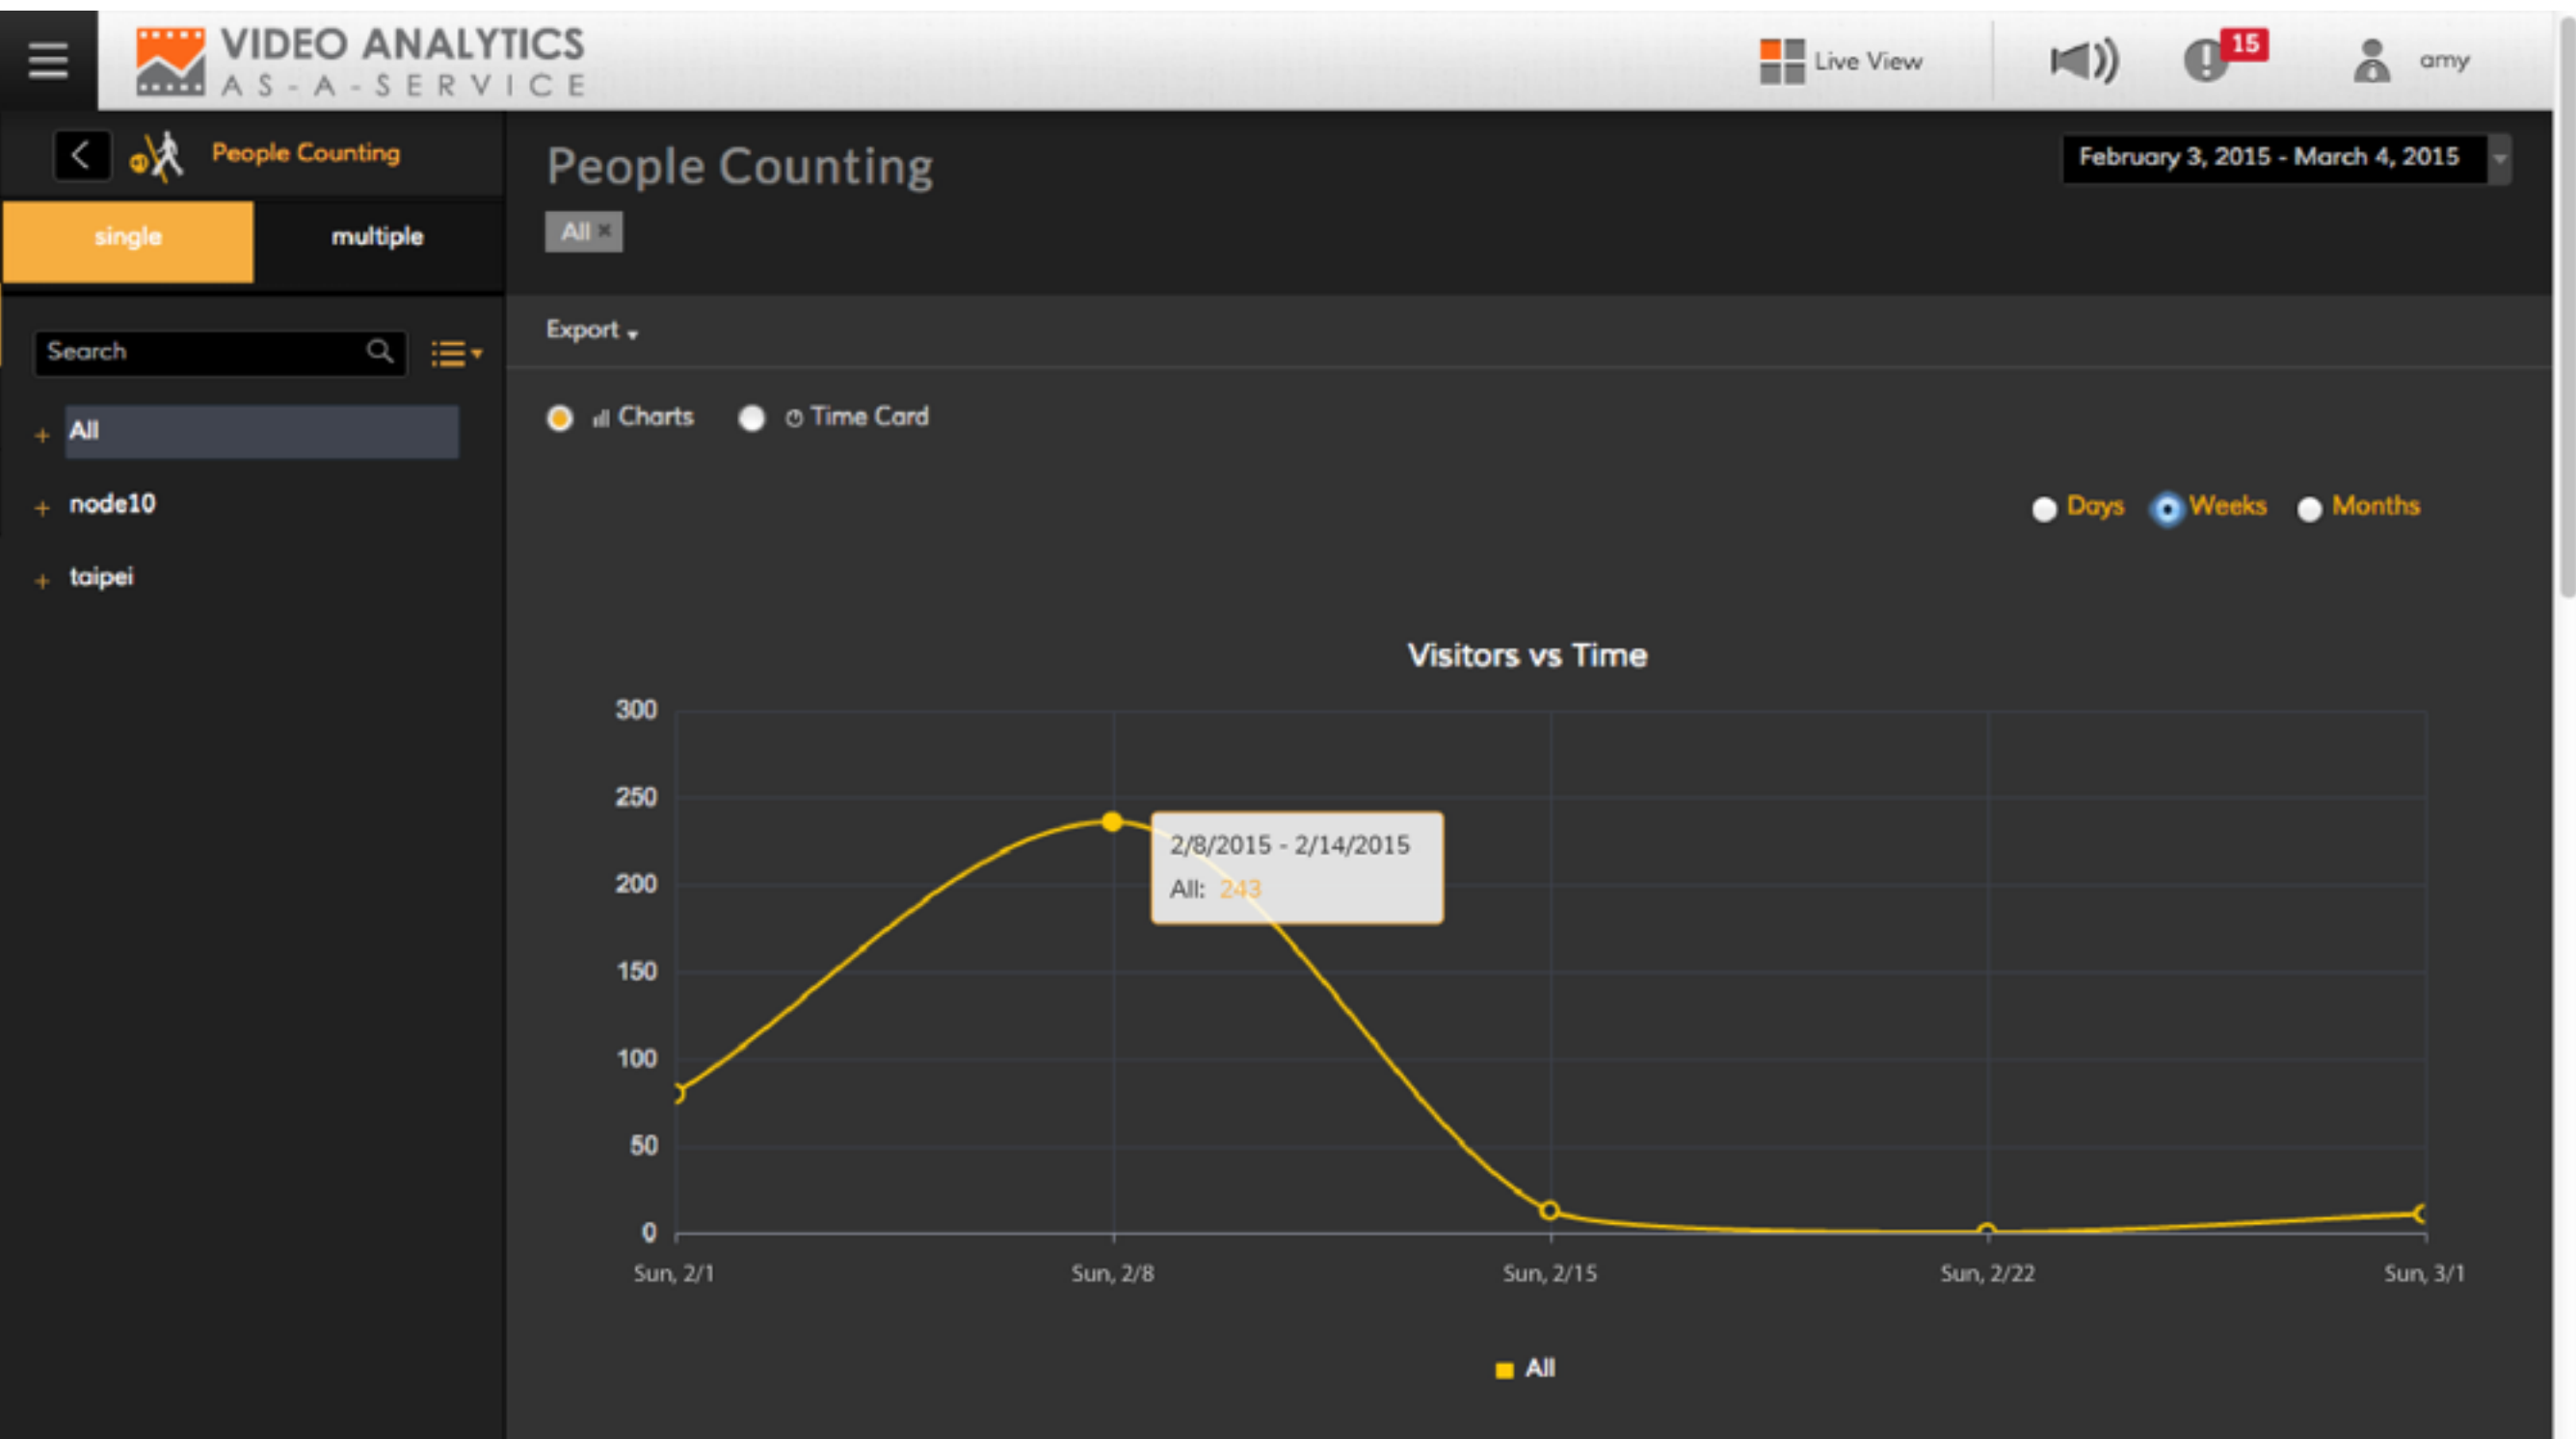 VIDEO ANALYTICS
AS-A-SERVICE
Live View
15
amy
People Counting
single
multiple
Search
All
node10
taipei
People Counting
February 3, 2015 - March 4, 2015
All ×
Export
Charts
Time Card
Days
Weeks
Months
Visitors vs Time
300
250
200
150
100
50
0
2/8/2015 - 2/14/2015
All: 243
Sun, 2/1
Sun, 2/8
Sun, 2/15
Sun, 2/22
Sun, 3/1
All